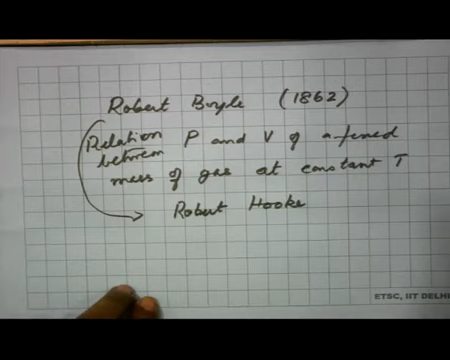 Robert Boyle (1862)
Relation between P and V of a fixed
mass of gas at constant T
Robert Hooke
ETSC, IIT DELHI